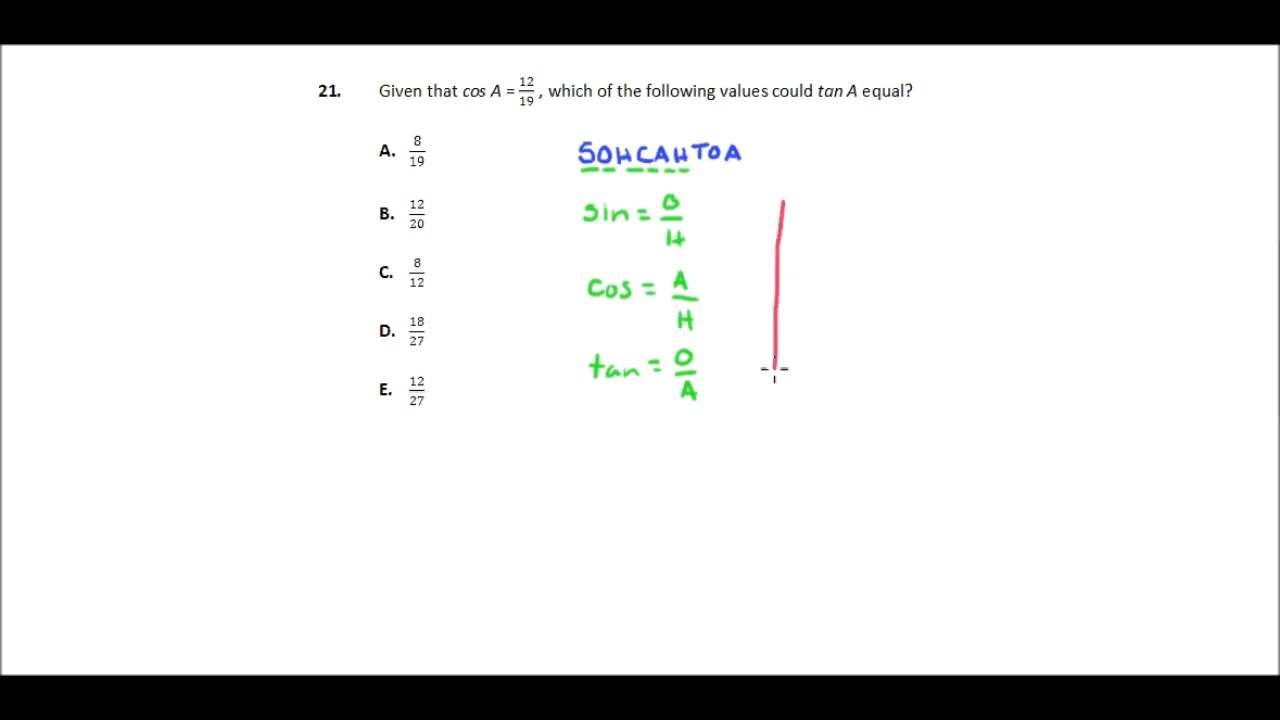 21. Given that cos A = 12/19, which of the following values could tan A equal?
A. 8/19
B. 12/20
C. 8/12
D. 18/27
E. 12/27
SOHCAHTOA
sin = O/H
cos = A/H
tan = O/A